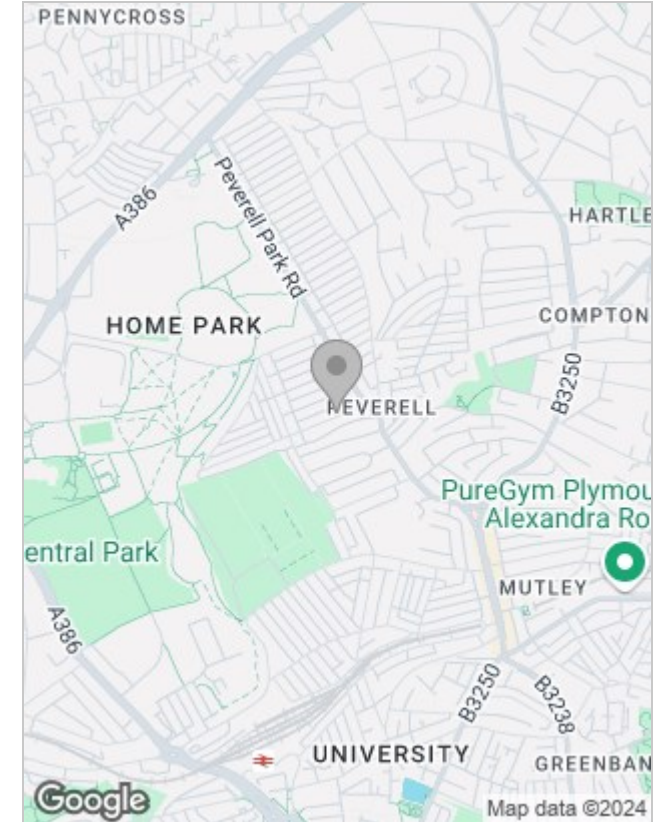 PENNYCROSS
A386
Peverell Park Rd
HARTLE
HOME PARK
COMPTON
B3250
PEVERELL
PureGym Plymou
Alexandra Ro
entral Park
MUTLEY
A386
B3250
B3238
UNIVERSITY
GREENBAN
Google
Map data ©2024